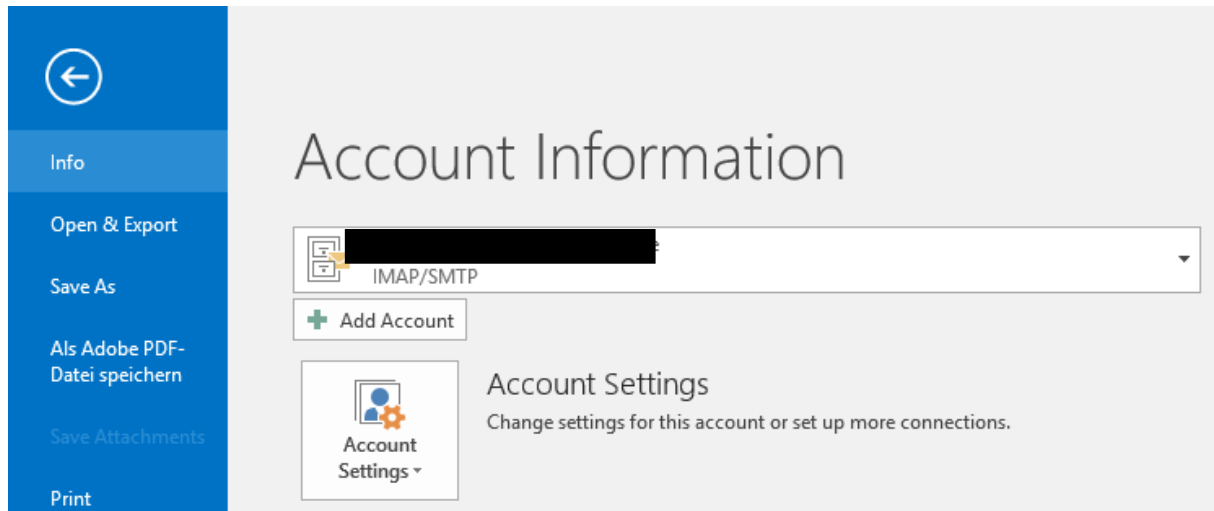 Account Information
Info
Open & Export
Save As
Als Adobe PDF-
Datei speichern
Save Attachments
Print
IMAP/SMTP
Add Account
Account
Settings
Account Settings
Change settings for this account or set up more connections.